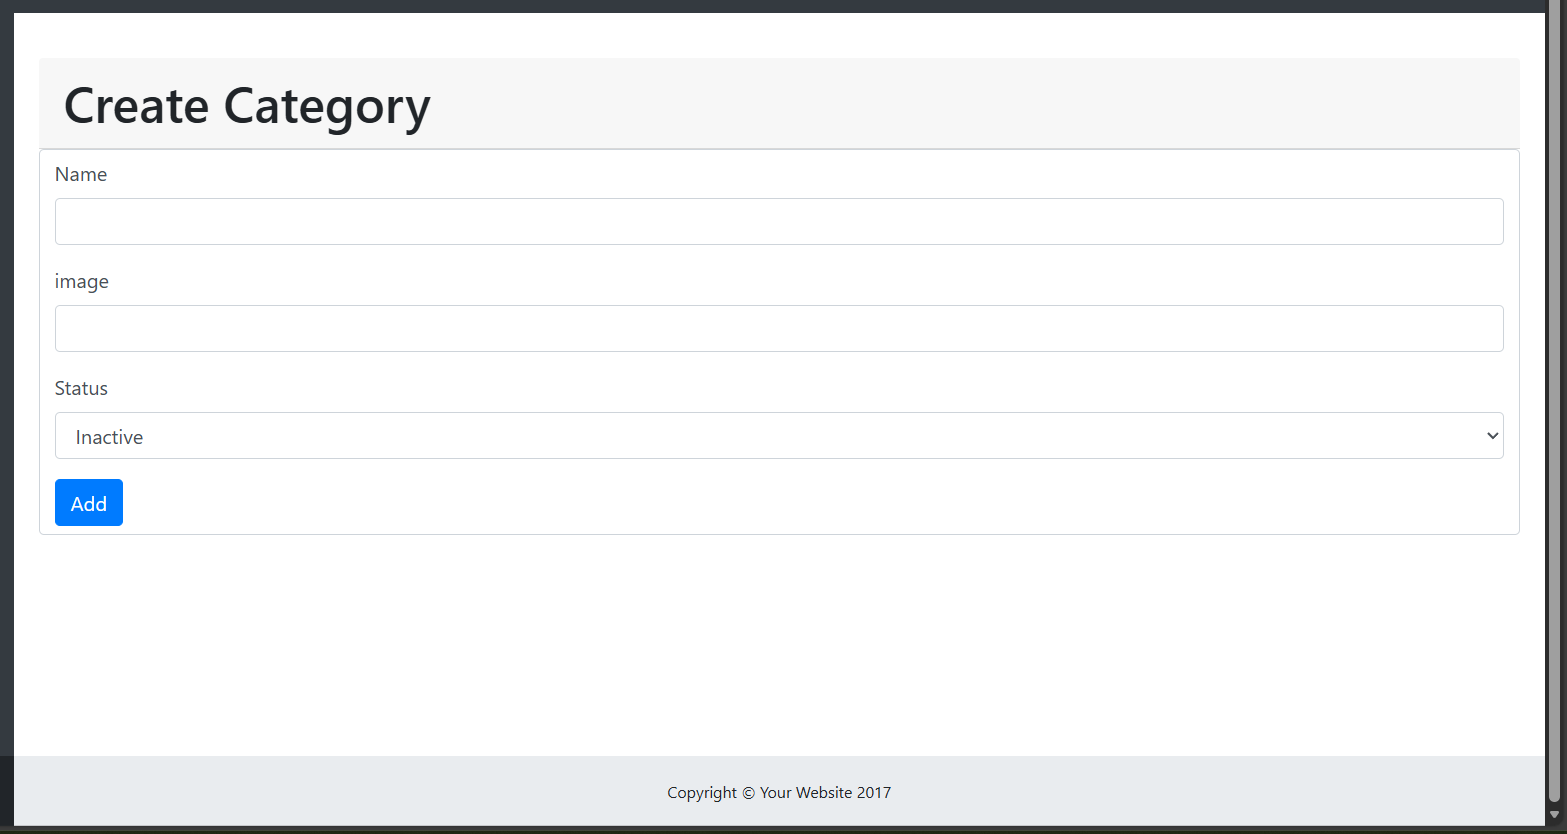 Create Category
Name
image
Status
Inactive
Add
Copyright © Your Website 2017